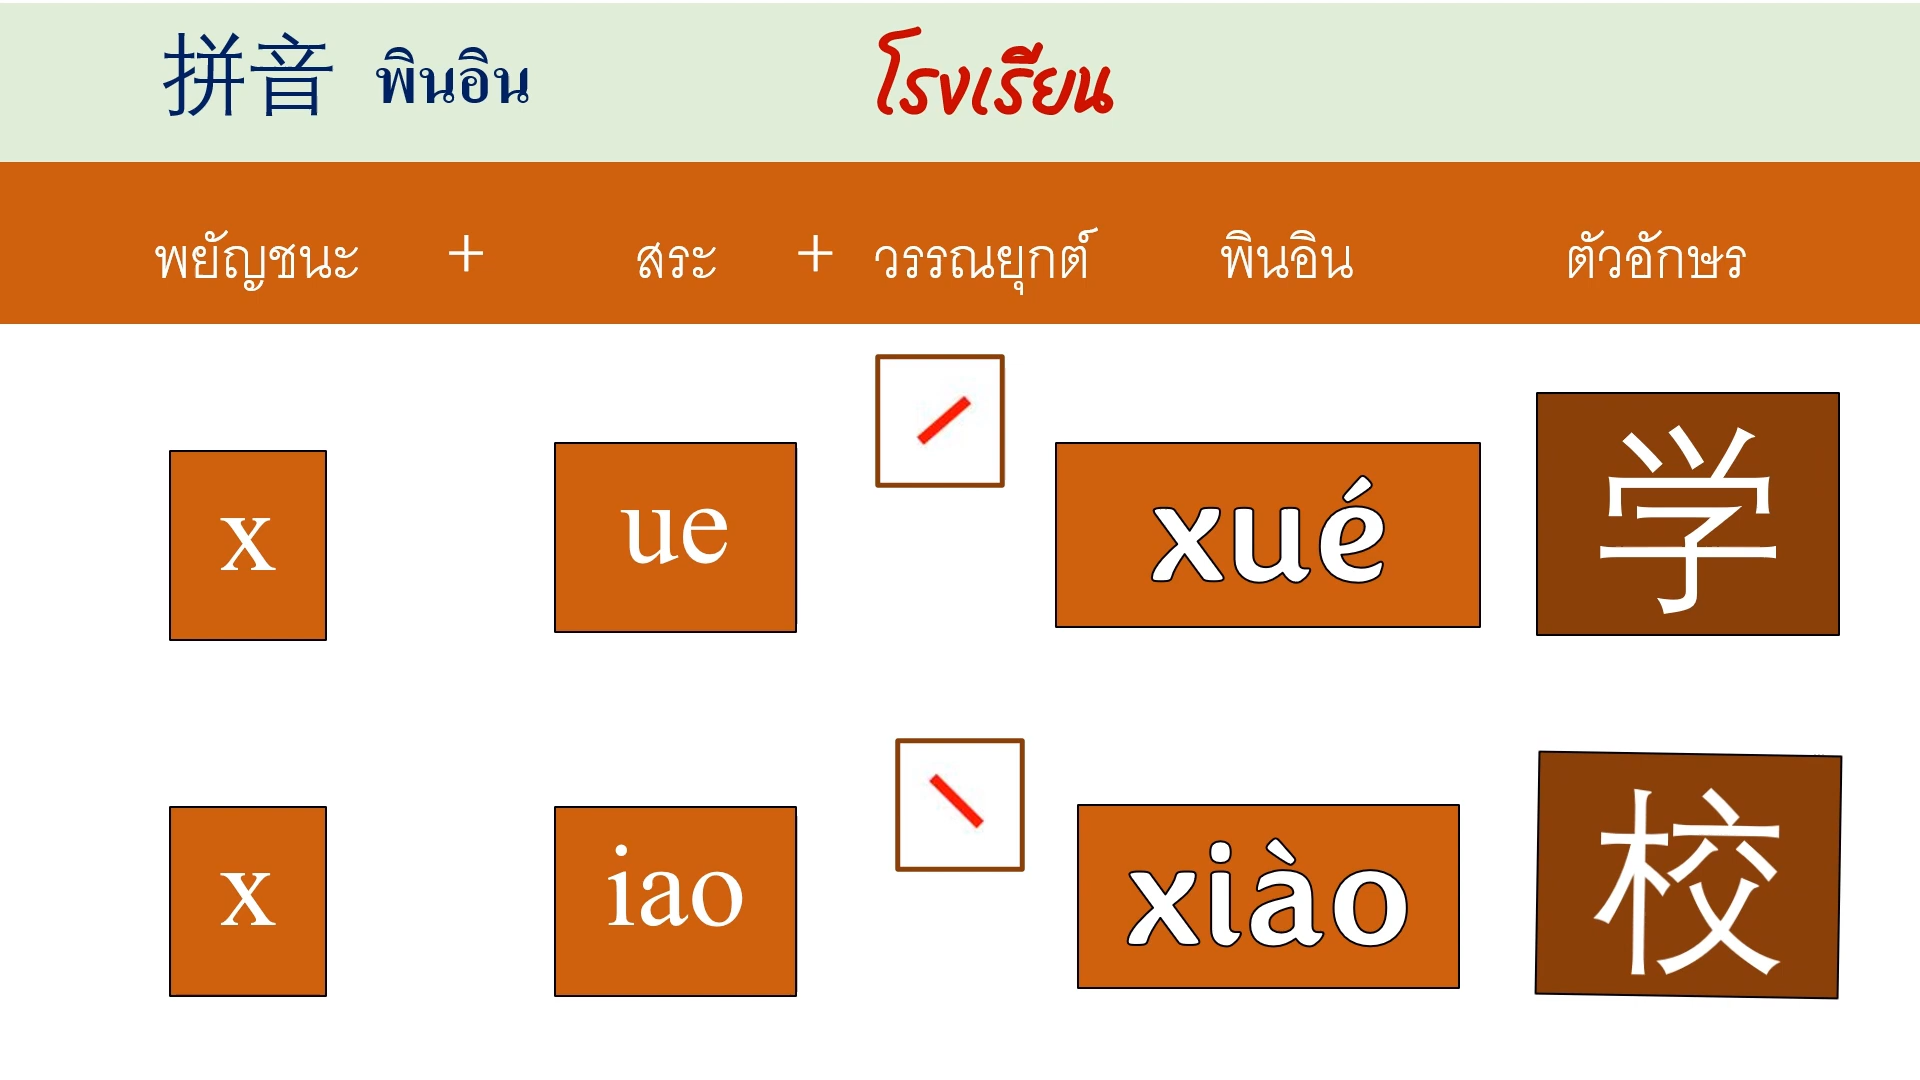 拼音 พินอิน โรงเรียน
พยัญชนะ + สระ + วรรณยุกต์ พินอิน ตัวอักษร
x ue ˊ xué 学
x iao ˋ xiào 校